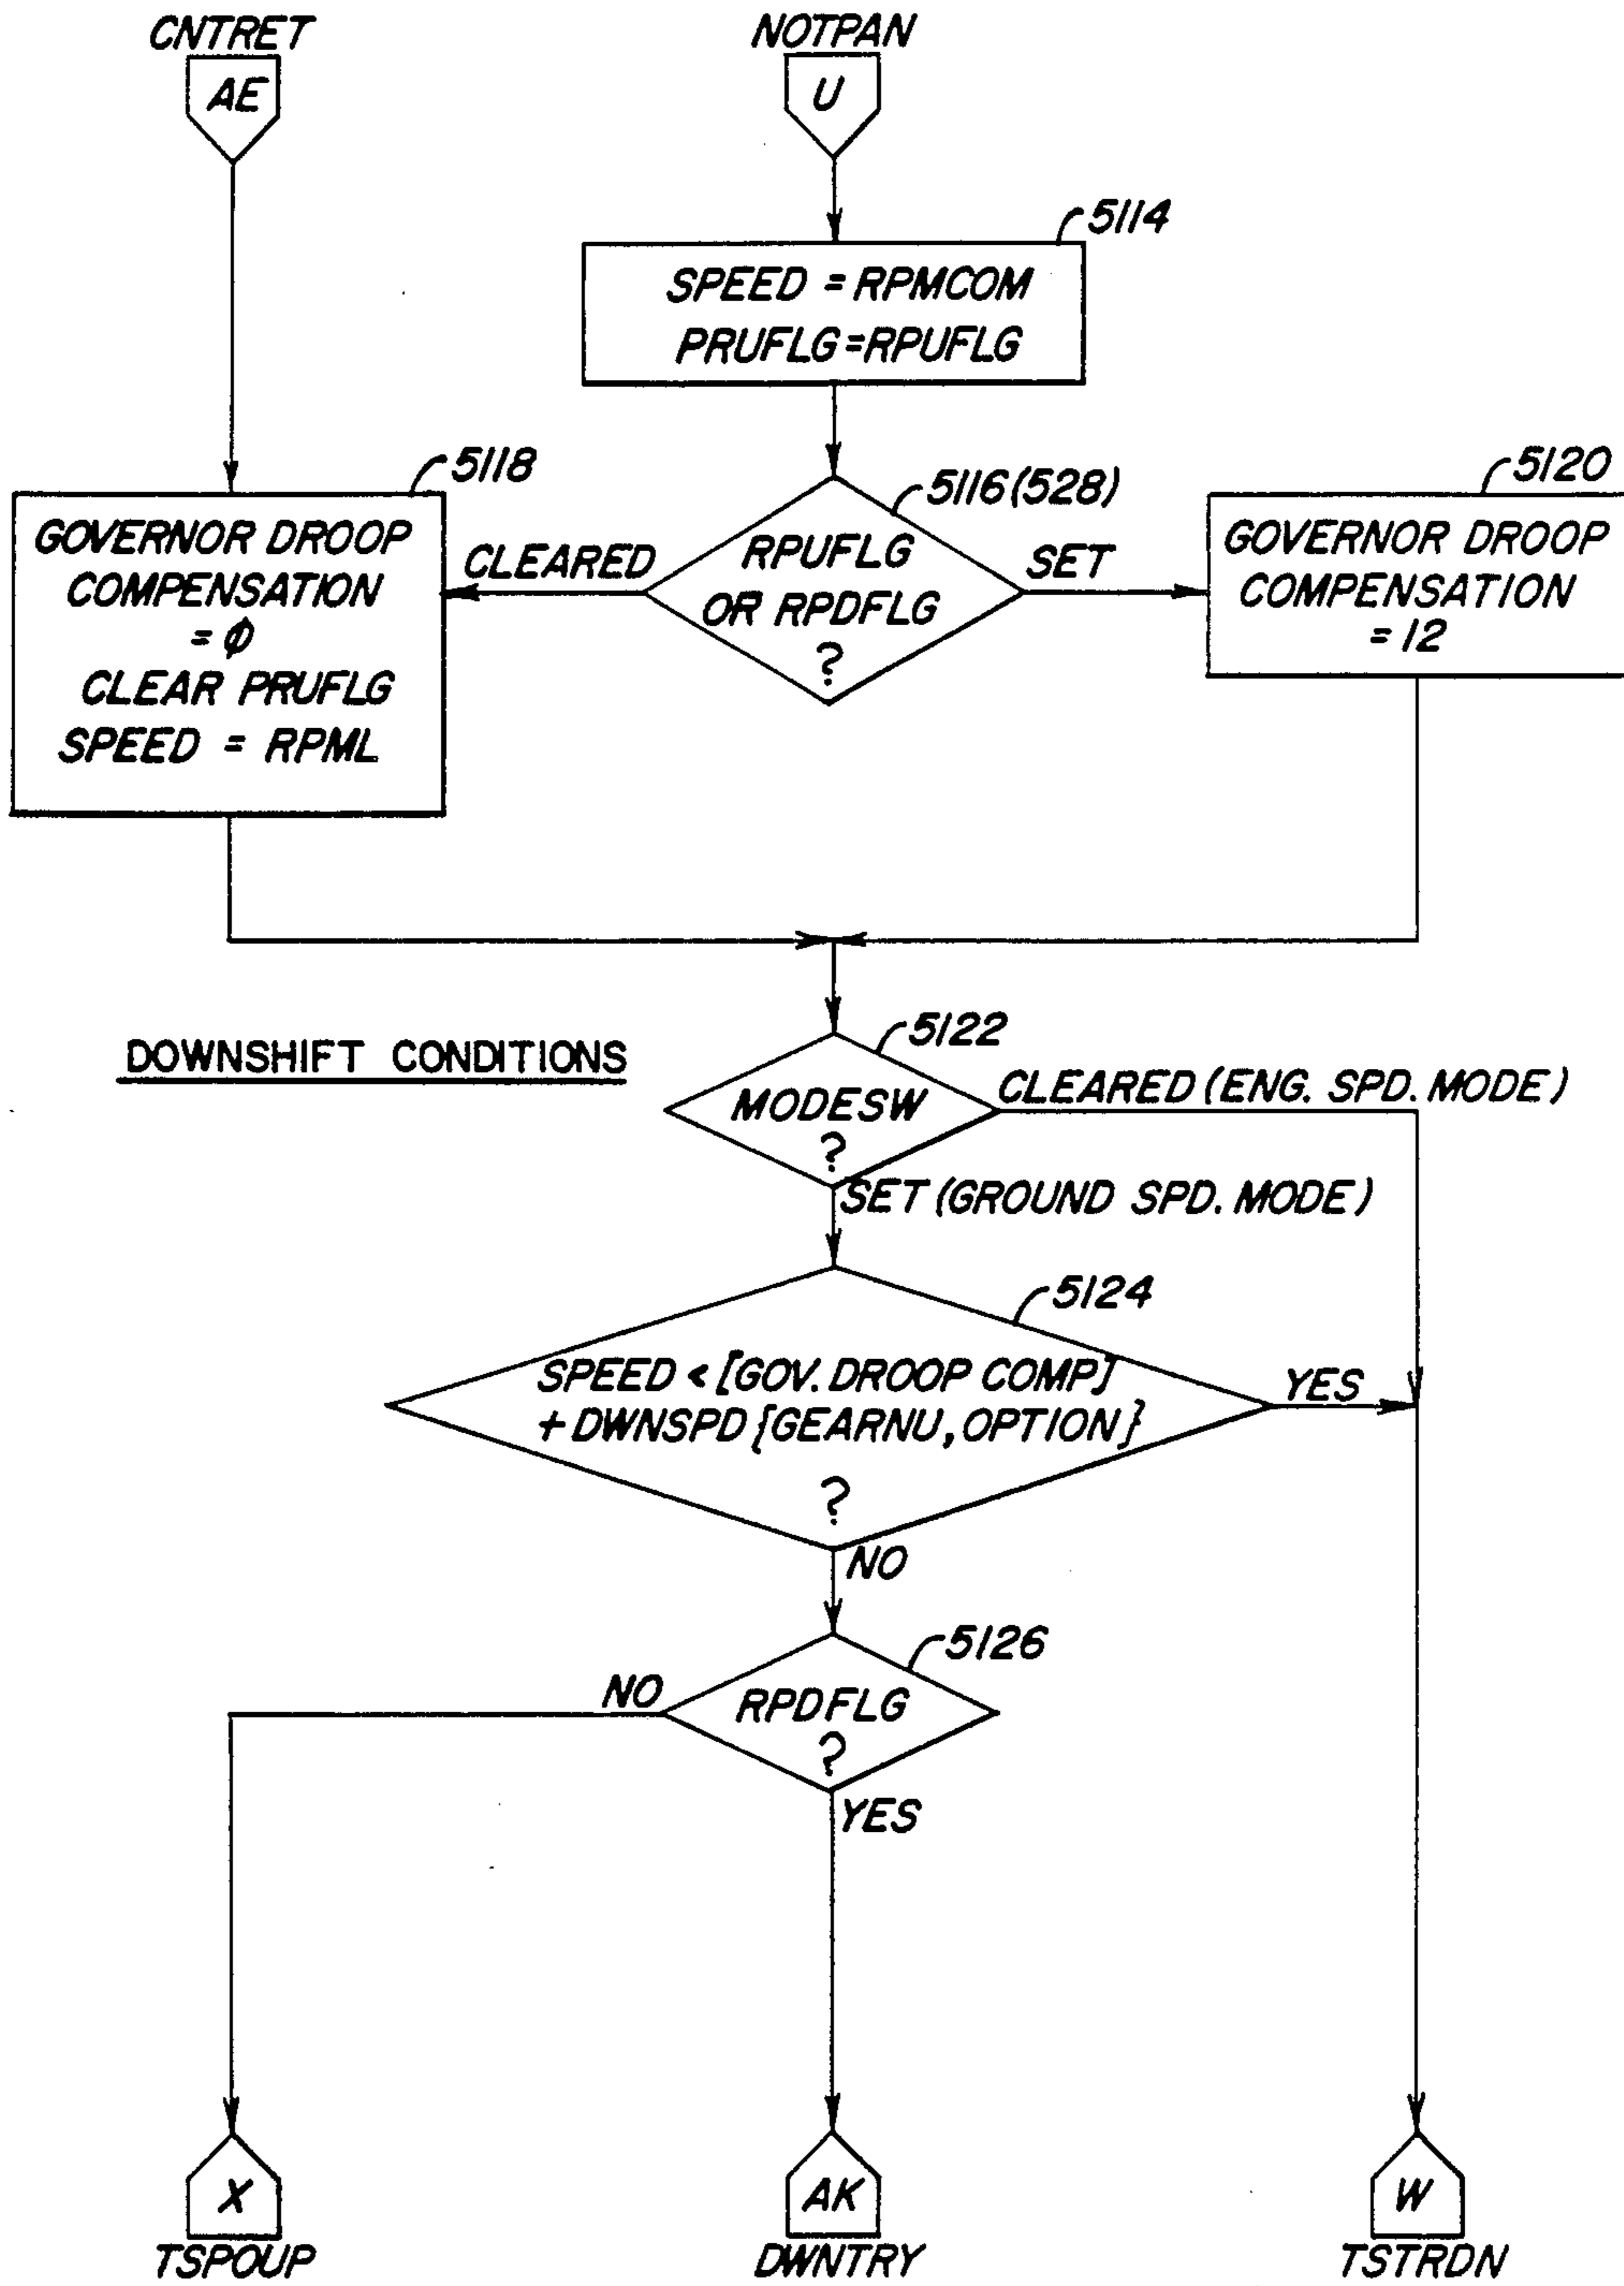 CNTRET
AE
NOTPAN
U
5114
SPEED = RPMCOM
PRUFLG=RPUFLG
5118
GOVERNOR DROOP
COMPENSATION
= ϕ
CLEAR PRUFLG
SPEED = RPML
CLEARED
5116(528)
RPUFLG
OR RPDFLG
?
SET
5120
GOVERNOR DROOP
COMPENSATION
= 12
DOWNSHIFT CONDITIONS
5122
MODESW
?
CLEARED (ENG. SPD. MODE)
SET (GROUND SPD. MODE)
5124
SPEED < [GOV. DROOP COMP]
+ DWNSPD {GEARNU, OPTION}
?
YES
NO
5126
RPDFLG
?
NO
YES
X
TSPOUP
AK
DWNTRY
W
TSTRDN